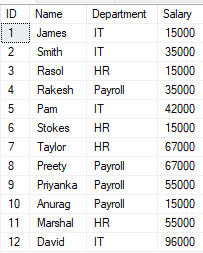 ID Name Department Salary
1 James IT 15000
2 Smith IT 35000
3 Rasol HR 15000
4 Rakesh Payroll 35000
5 Pam IT 42000
6 Stokes HR 15000
7 Taylor HR 67000
8 Preety Payroll 67000
9 Priyanka Payroll 55000
10 Anurag Payroll 15000
11 Marshal HR 55000
12 David IT 96000